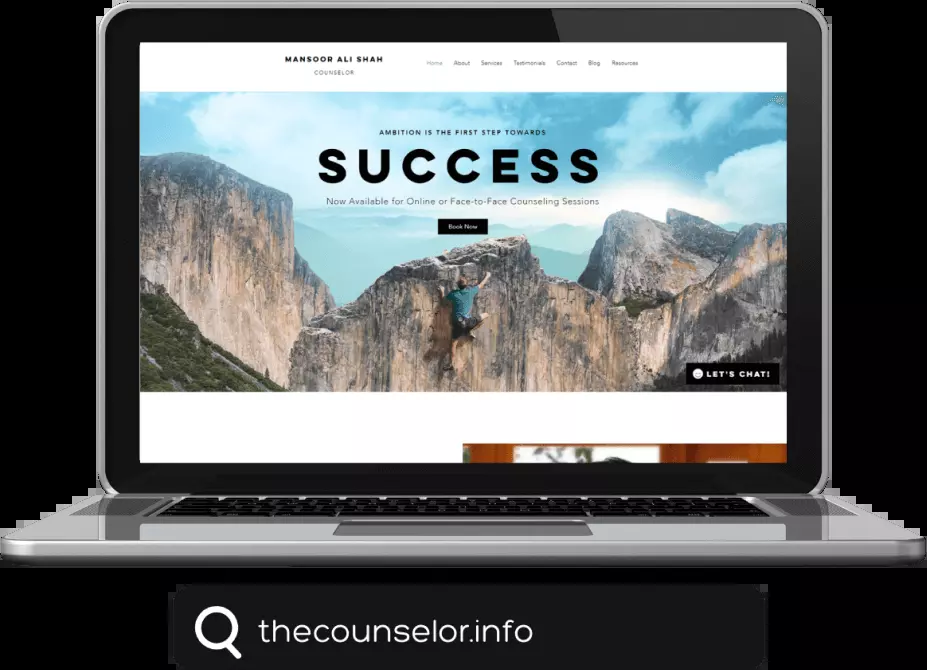 MANSOOR ALI SHAH
COUNSELOR
Home About Services Testimonials Contact Blog Resources
AMBITION IS THE FIRST STEP TOWARDS
SUCCESS
Now Available for Online or Face-to-Face Counseling Sessions
Book Now
LET'S CHAT!
thecounselor.info